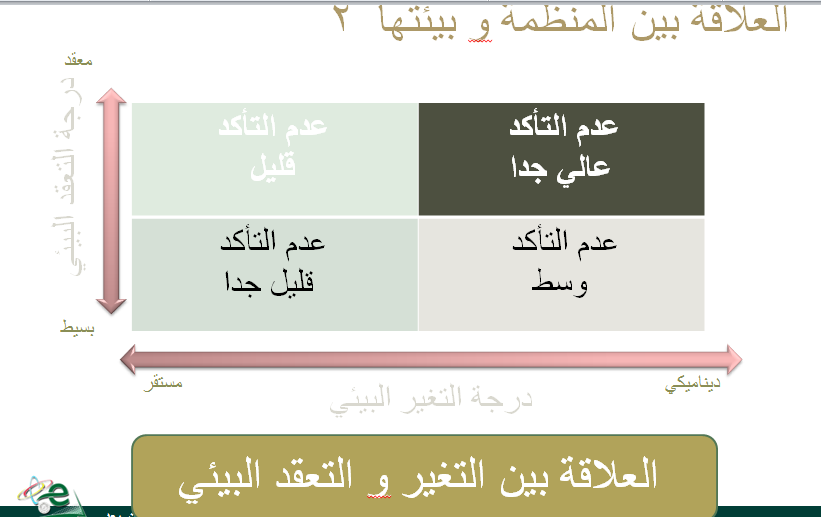 العلاقة بين المنظمة و بيئتها ٢
معقد
درجة التعقد البيئي
عدم التأكد
عالي جدا
عدم التأكد
قليل
عدم التأكد
وسط
عدم التأكد
قليل جدا
بسيط
ديناميكي
مستقر
درجة التغير البيئي
العلاقة بين التغير و التعقد البيئي
e